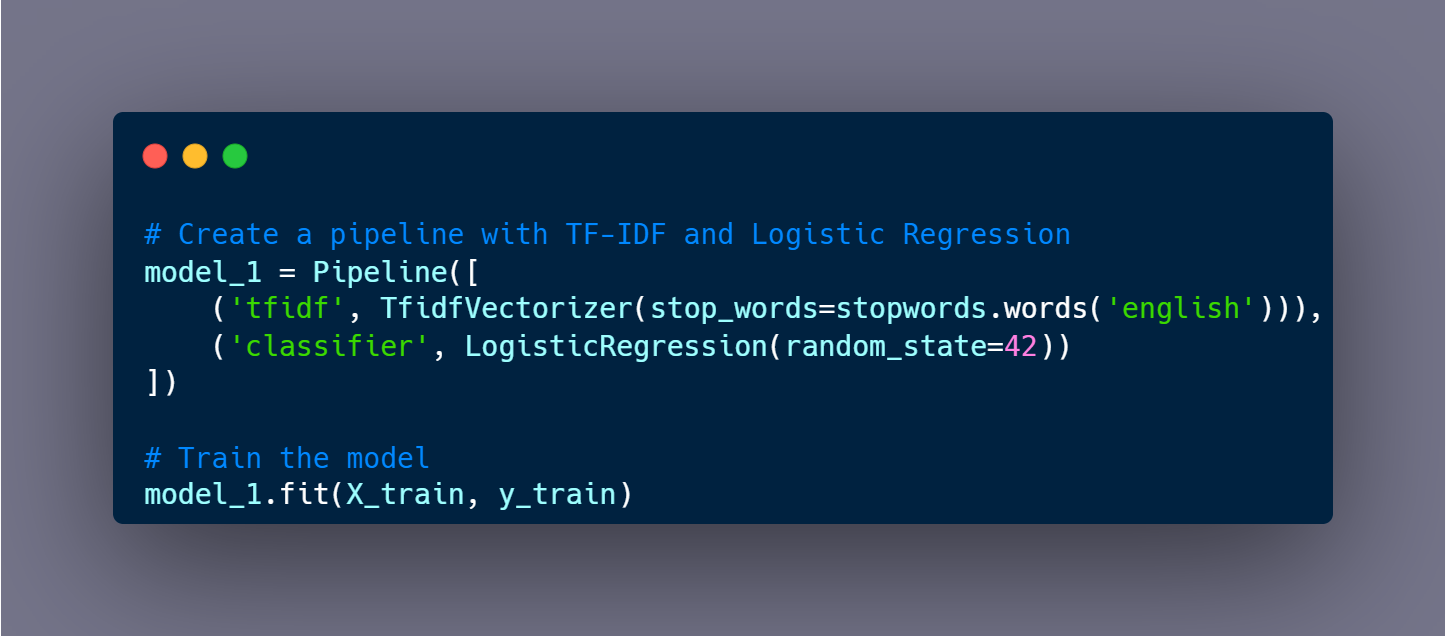 # Create a pipeline with TF-IDF and Logistic Regression
model_1 = Pipeline([
    ('tfidf', TfidfVectorizer(stop_words=stopwords.words('english'))),
    ('classifier', LogisticRegression(random_state=42))
])
# Train the model
model_1.fit(X_train, y_train)